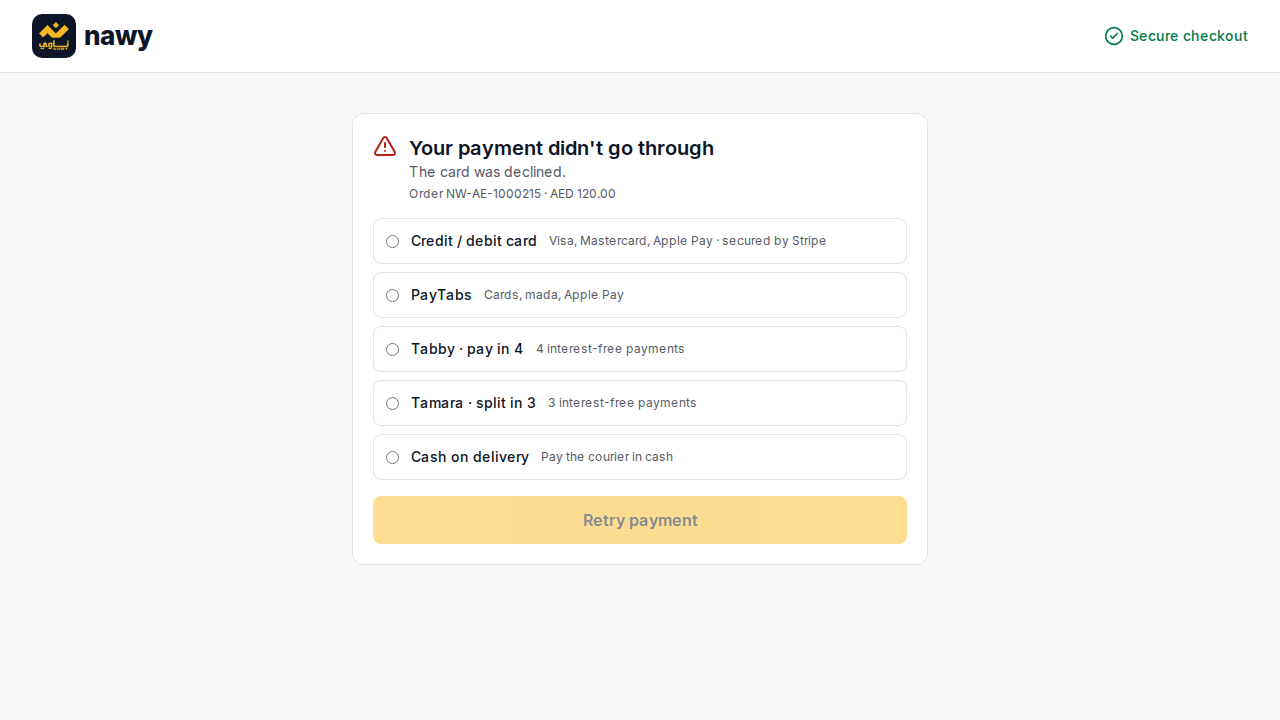 ناوي
NAWY
nawy
Secure checkout
Your payment didn't go through
The card was declined.
Order NW-AE-1000215 · AED 120.00
Credit / debit card Visa, Mastercard, Apple Pay · secured by Stripe
PayTabs Cards, mada, Apple Pay
Tabby · pay in 4 4 interest-free payments
Tamara · split in 3 3 interest-free payments
Cash on delivery Pay the courier in cash
Retry payment